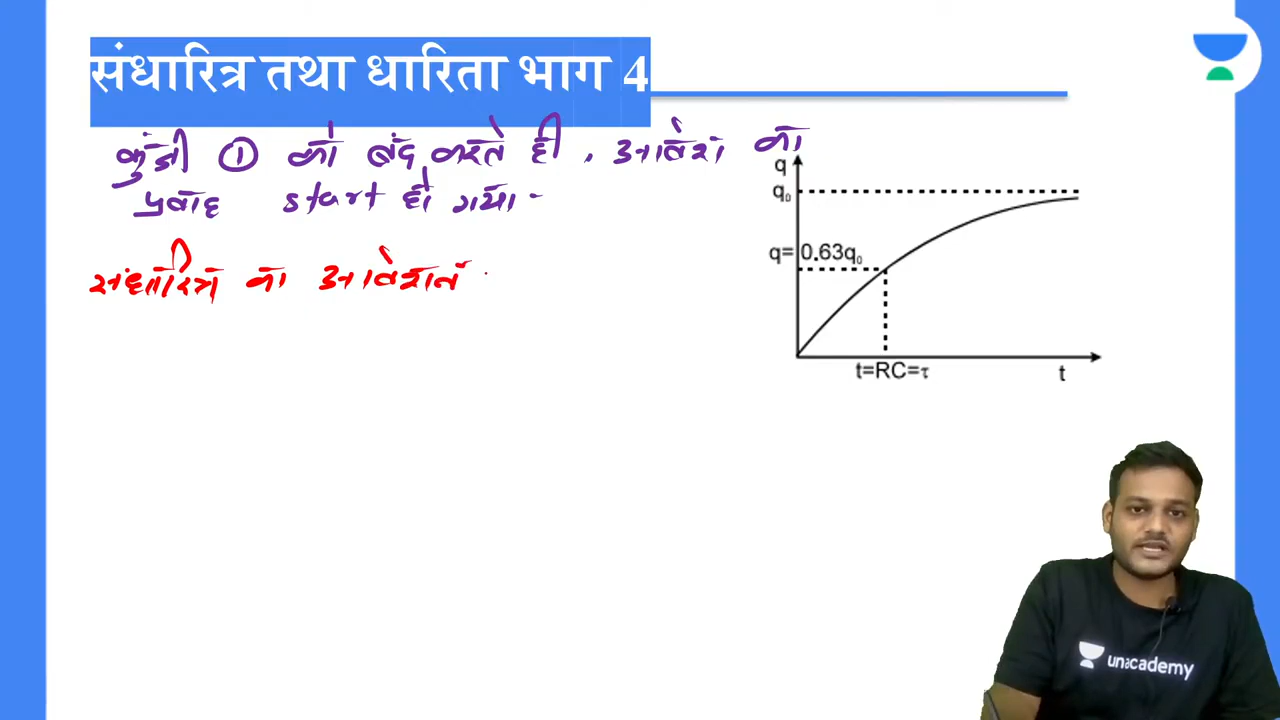 संधारित्र तथा धारिता भाग 4
कुंजी ① को बंद करते ही, आवेश का
प्रवाह start हो गया -
संधारित्र का आवेशन
q
q₀
q=0.63q₀
t=RC=τ
t
unacademy